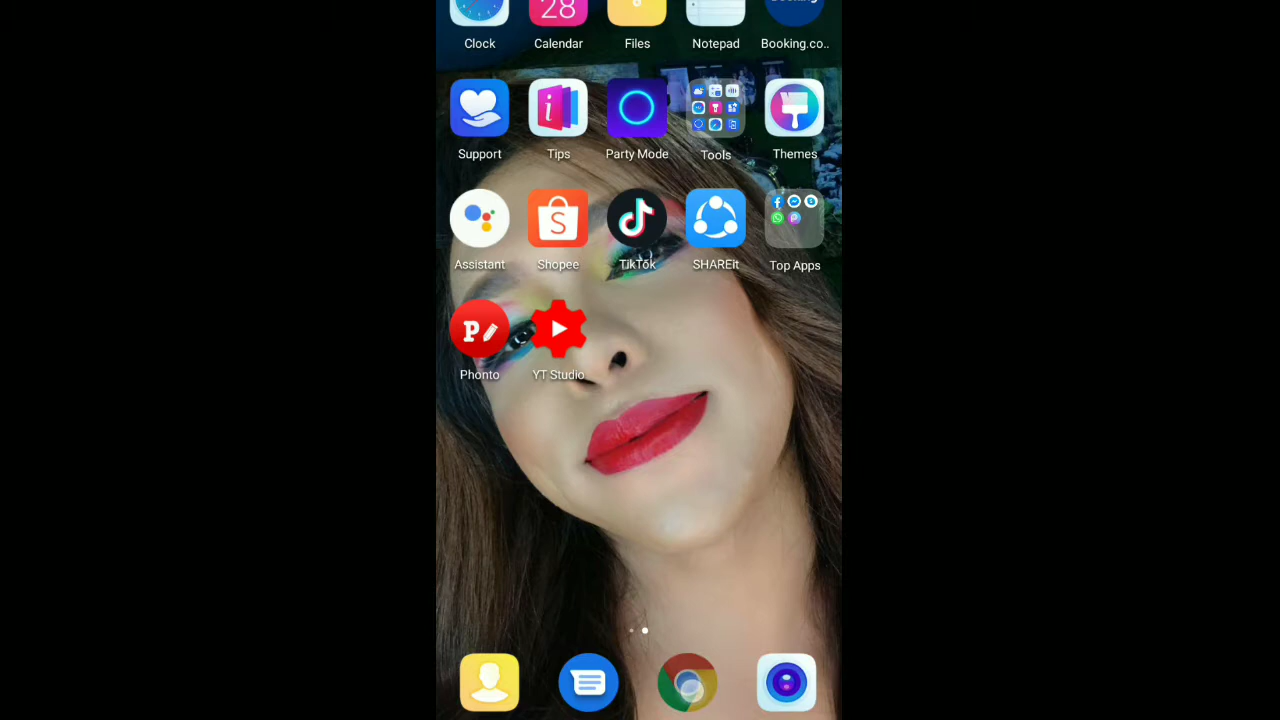 28
Clock Calendar Files Notepad Booking.co..
Support Tips Party Mode Tools Themes
Assistant Shopee TikTok SHAREit Top Apps
Phonto YT Studio